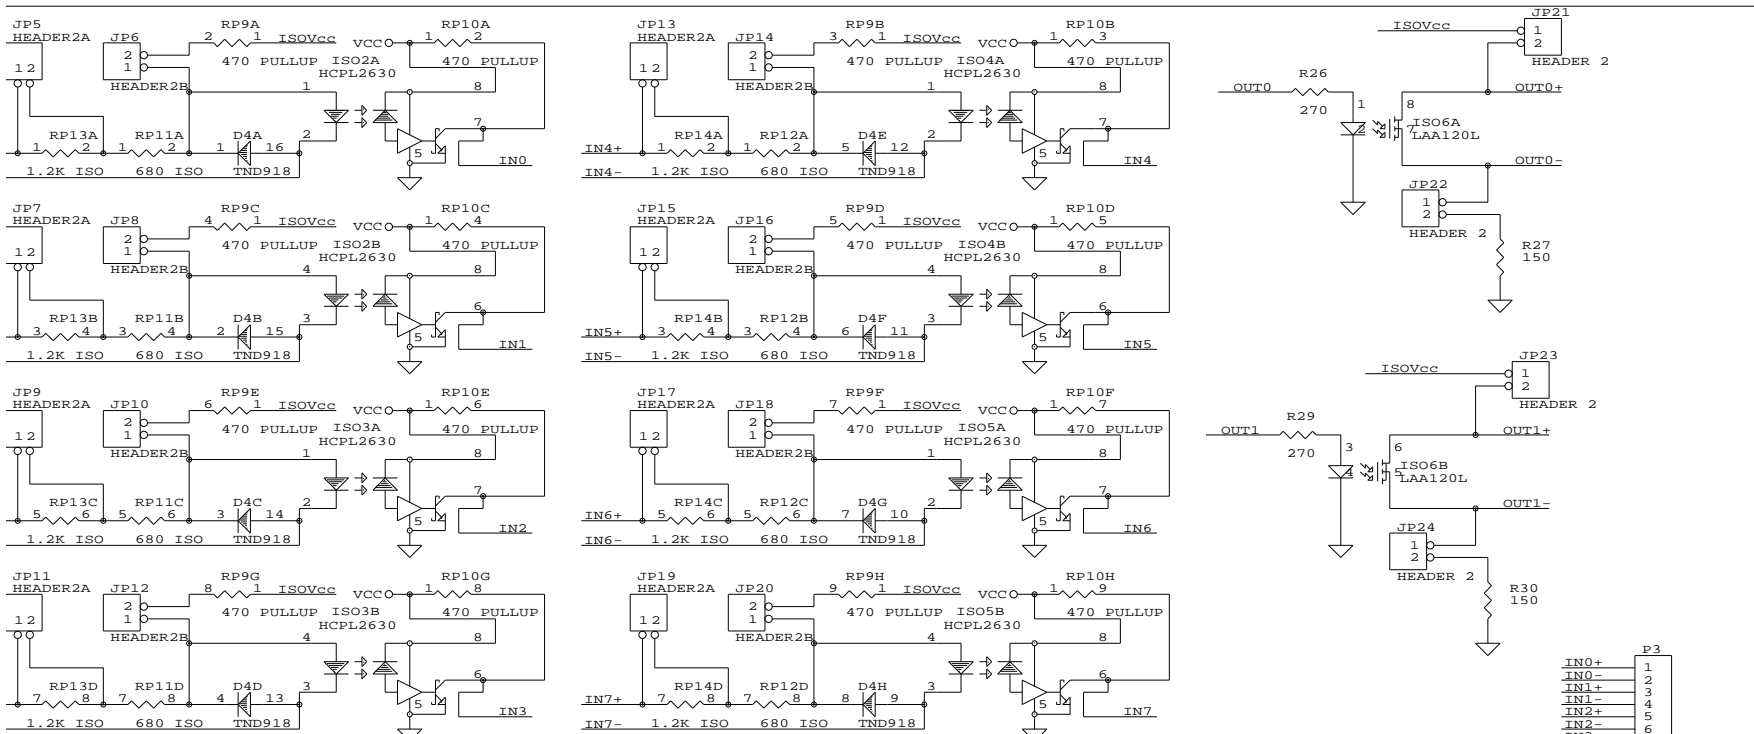 JP5
HEADER2A
1 2
JP6
2
1
HEADER2B
RP9A
2 1 ISOVcc
470 PULLUP
ISO2A
HCPL2630
VCC
RP10A
1 2
470 PULLUP
1
8
7
2
5
IN0
RP13A
1 2
1.2K ISO
RP11A
1 2
680 ISO
D4A
1 16
TND918
JP13
HEADER2A
1 2
JP14
2
1
HEADER2B
RP9B
3 1 ISOVcc
470 PULLUP
ISO4A
HCPL2630
VCC
RP10B
1 3
470 PULLUP
1
8
7
2
5
IN4
IN4+
IN4-
RP14A
1 2
1.2K ISO
RP12A
1 2
680 ISO
D4E
5 12
TND918
JP21
ISOVcc
1
2
HEADER 2
R26
OUT0
270
1
2
8
7
ISO6A
LAA120L
OUT0+
OUT0-
JP22
1
2
HEADER 2
R27
150
JP7
HEADER2A
1 2
JP8
2
1
HEADER2B
RP9C
4 1 ISOVcc
470 PULLUP
ISO2B
HCPL2630
VCC
RP10C
1 4
470 PULLUP
4
8
6
3
5
IN1
RP13B
3 4
1.2K ISO
RP11B
3 4
680 ISO
D4B
2 15
TND918
JP15
HEADER2A
1 2
JP16
2
1
HEADER2B
RP9D
5 1 ISOVcc
470 PULLUP
ISO4B
HCPL2630
VCC
RP10D
1 5
470 PULLUP
4
8
6
3
5
IN5
IN5+
IN5-
RP14B
3 4
1.2K ISO
RP12B
3 4
680 ISO
D4F
6 11
TND918
JP9
HEADER2A
1 2
JP10
2
1
HEADER2B
RP9E
6 1 ISOVcc
470 PULLUP
ISO3A
HCPL2630
VCC
RP10E
1 6
470 PULLUP
1
8
7
2
5
IN2
RP13C
5 6
1.2K ISO
RP11C
5 6
680 ISO
D4C
3 14
TND918
JP17
HEADER2A
1 2
JP18
2
1
HEADER2B
RP9F
7 1 ISOVcc
470 PULLUP
ISO5A
HCPL2630
VCC
RP10F
1 7
470 PULLUP
1
8
7
2
5
IN6
IN6+
IN6-
RP14C
5 6
1.2K ISO
RP12C
5 6
680 ISO
D4G
7 10
TND918
JP23
ISOVcc
1
2
HEADER 2
R29
OUT1
270
3
4
6
5
ISO6B
LAA120L
OUT1+
OUT1-
JP24
1
2
HEADER 2
R30
150
JP11
HEADER2A
1 2
JP12
2
1
HEADER2B
RP9G
8 1 ISOVcc
470 PULLUP
ISO3B
HCPL2630
VCC
RP10G
1 8
470 PULLUP
4
8
6
3
5
IN3
RP13D
7 8
1.2K ISO
RP11D
7 8
680 ISO
D4D
4 13
TND918
JP19
HEADER2A
1 2
JP20
2
1
HEADER2B
RP9H
9 1 ISOVcc
470 PULLUP
ISO5B
HCPL2630
VCC
RP10H
1 9
470 PULLUP
4
8
6
3
5
IN7
IN7+
IN7-
RP14D
7 8
1.2K ISO
RP12D
7 8
680 ISO
D4H
8 9
TND918
P3
IN0+ 1
IN0- 2
IN1+ 3
IN1- 4
IN2+ 5
IN2- 6